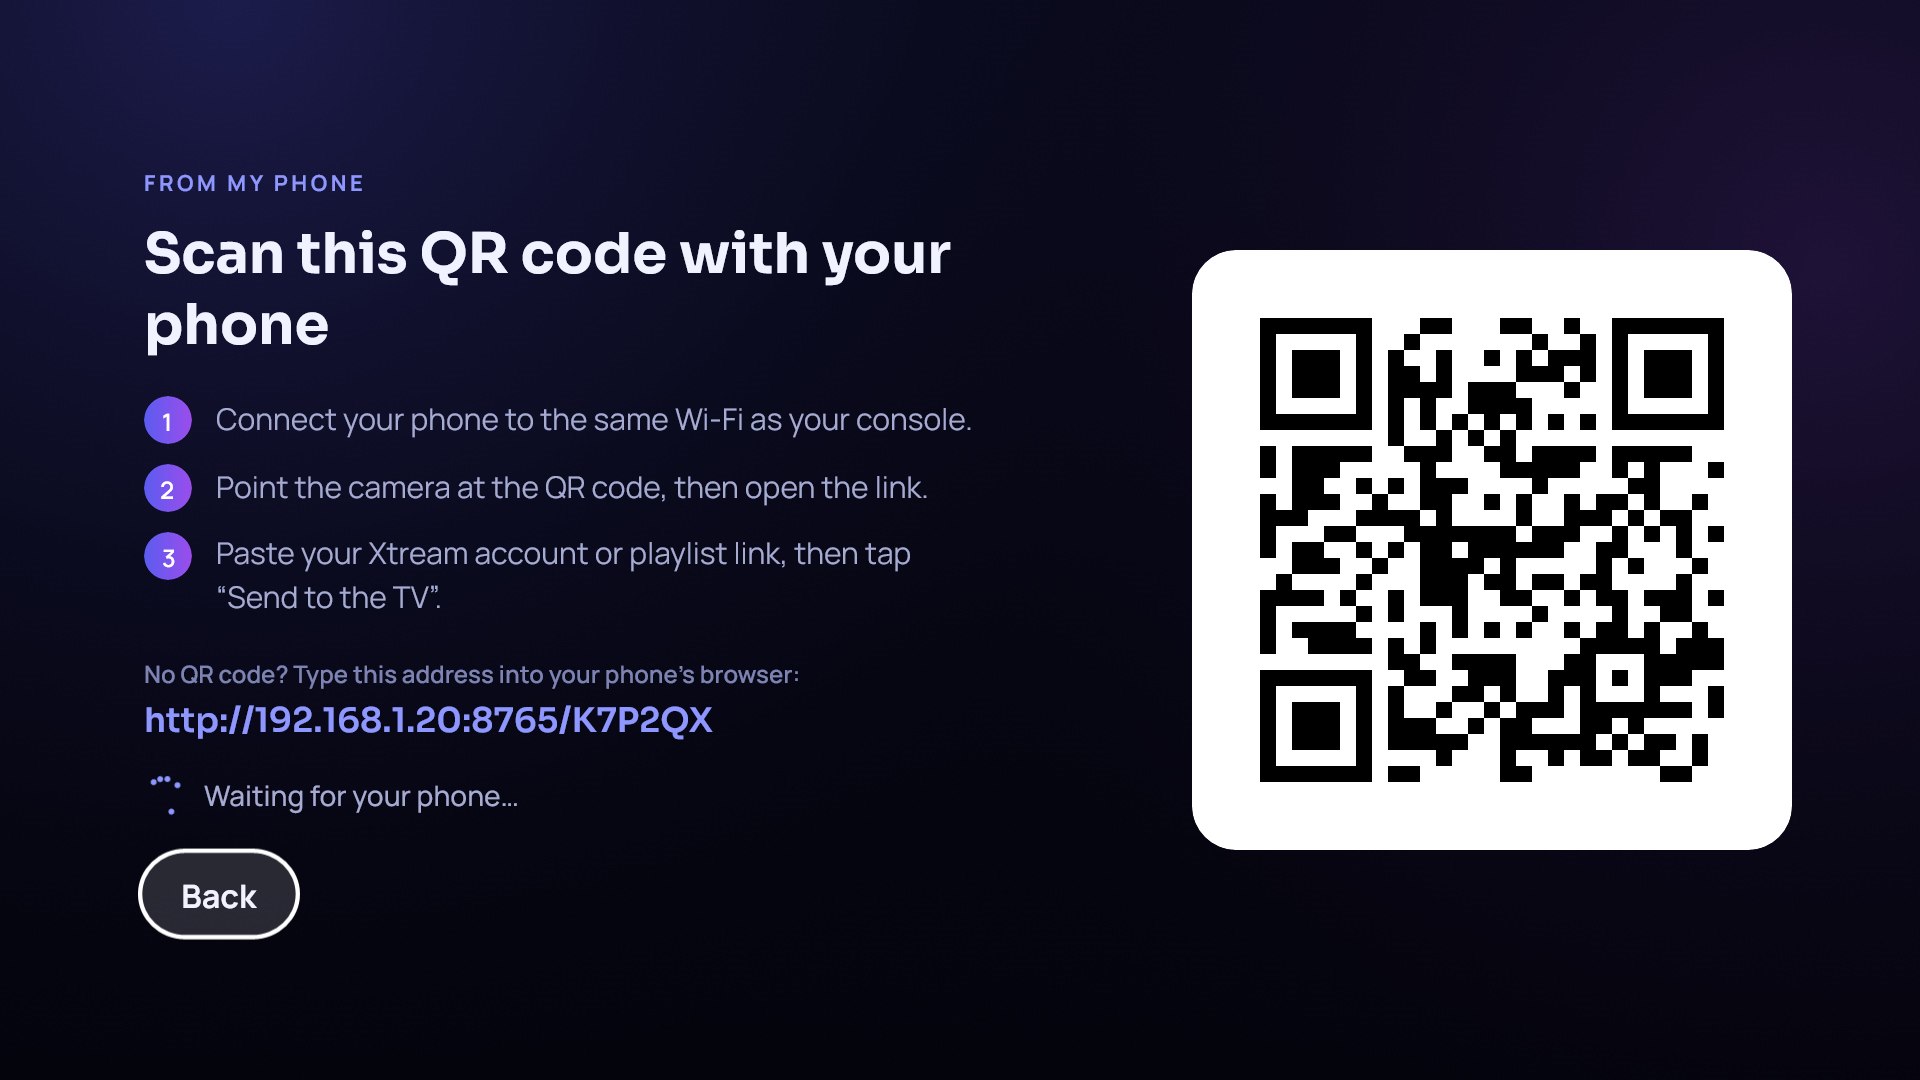 FROM MY PHONE
Scan this QR code with your
phone
1 Connect your phone to the same Wi-Fi as your console.
2 Point the camera at the QR code, then open the link.
3 Paste your Xtream account or playlist link, then tap
“Send to the TV”.
No QR code? Type this address into your phone’s browser:
http://192.168.1.20:8765/K7P2QX
Waiting for your phone…
Back